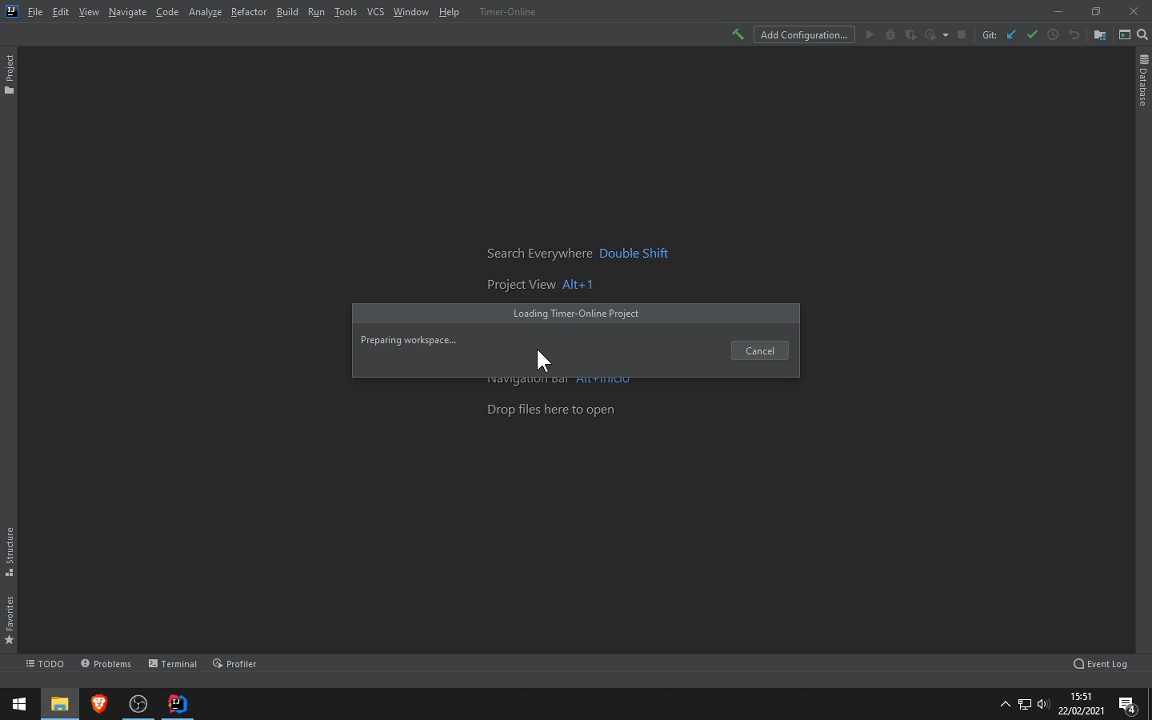 File Edit View Navigate Code Analyze Refactor Build Run Tools VCS Window Help Timer-Online
Add Configuration... Git:
Project
Database
Search Everywhere Double Shift
Project View Alt+1
Loading Timer-Online Project
Preparing workspace...
Cancel
Navigation Bar Alt+Inicio
Drop files here to open
Structure
Favorites
TODO Problems Terminal Profiler Event Log
15:51
22/02/2021
4